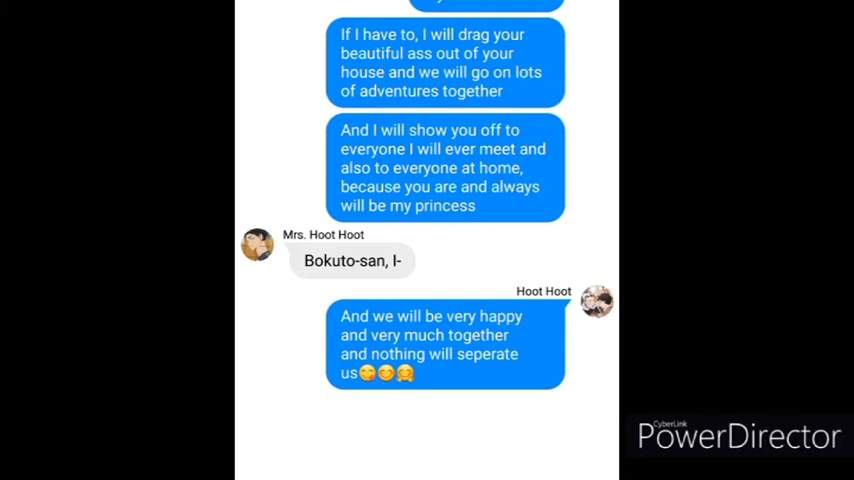 If I have to, I will drag your
beautiful ass out of your
house and we will go on lots
of adventures together
And I will show you off to
everyone I will ever meet and
also to everyone at home,
because you are and always
will be my princess
Mrs. Hoot Hoot
Bokuto-san, I-
Hoot Hoot
And we will be very happy
and very much together
and nothing will seperate
us😋😊🤗
CyberLink
PowerDirector